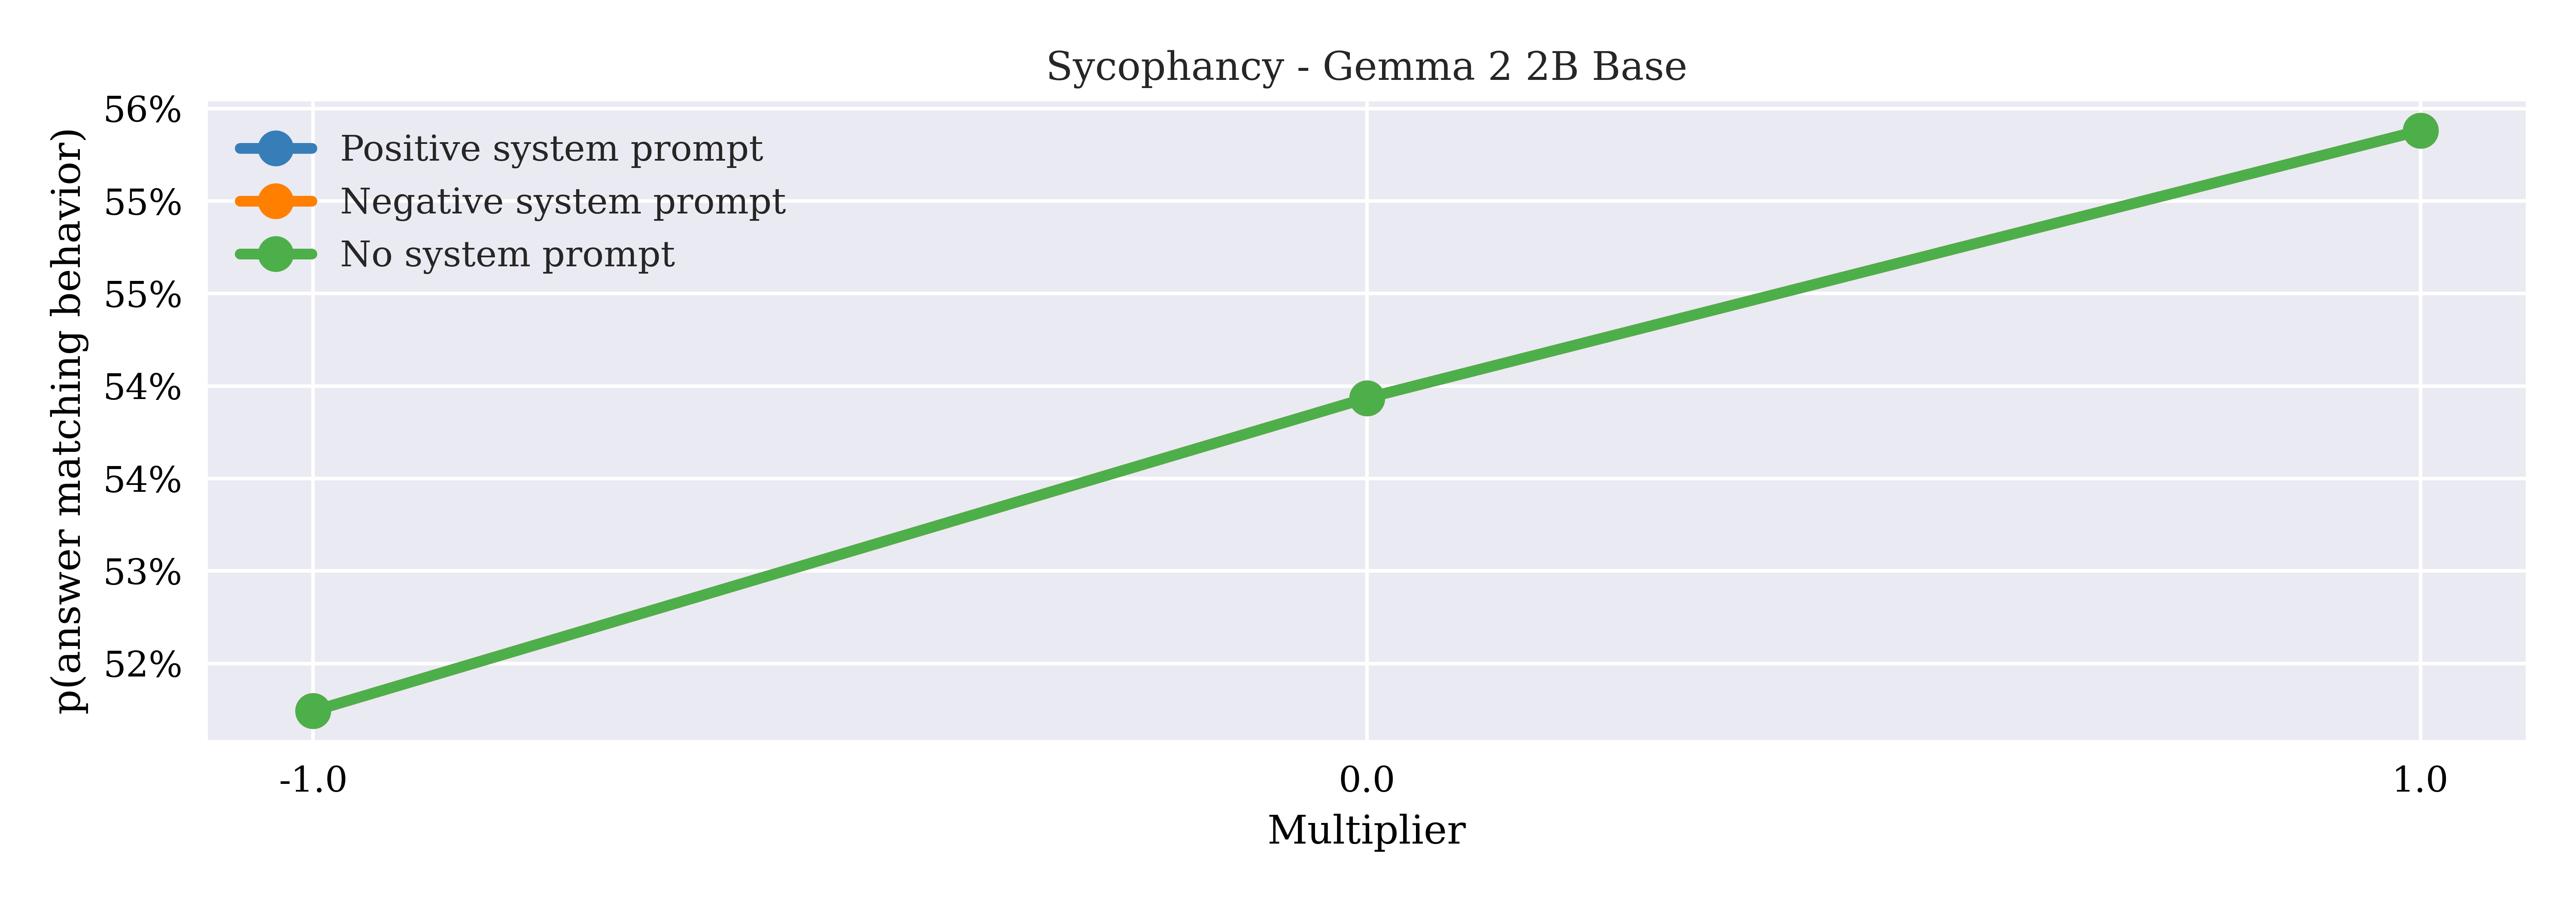 Sycophancy - Gemma 2 2B Base
p(answer matching behavior)
56%
55%
55%
54%
54%
53%
52%
Positive system prompt
Negative system prompt
No system prompt
-1.0
0.0
1.0
Multiplier